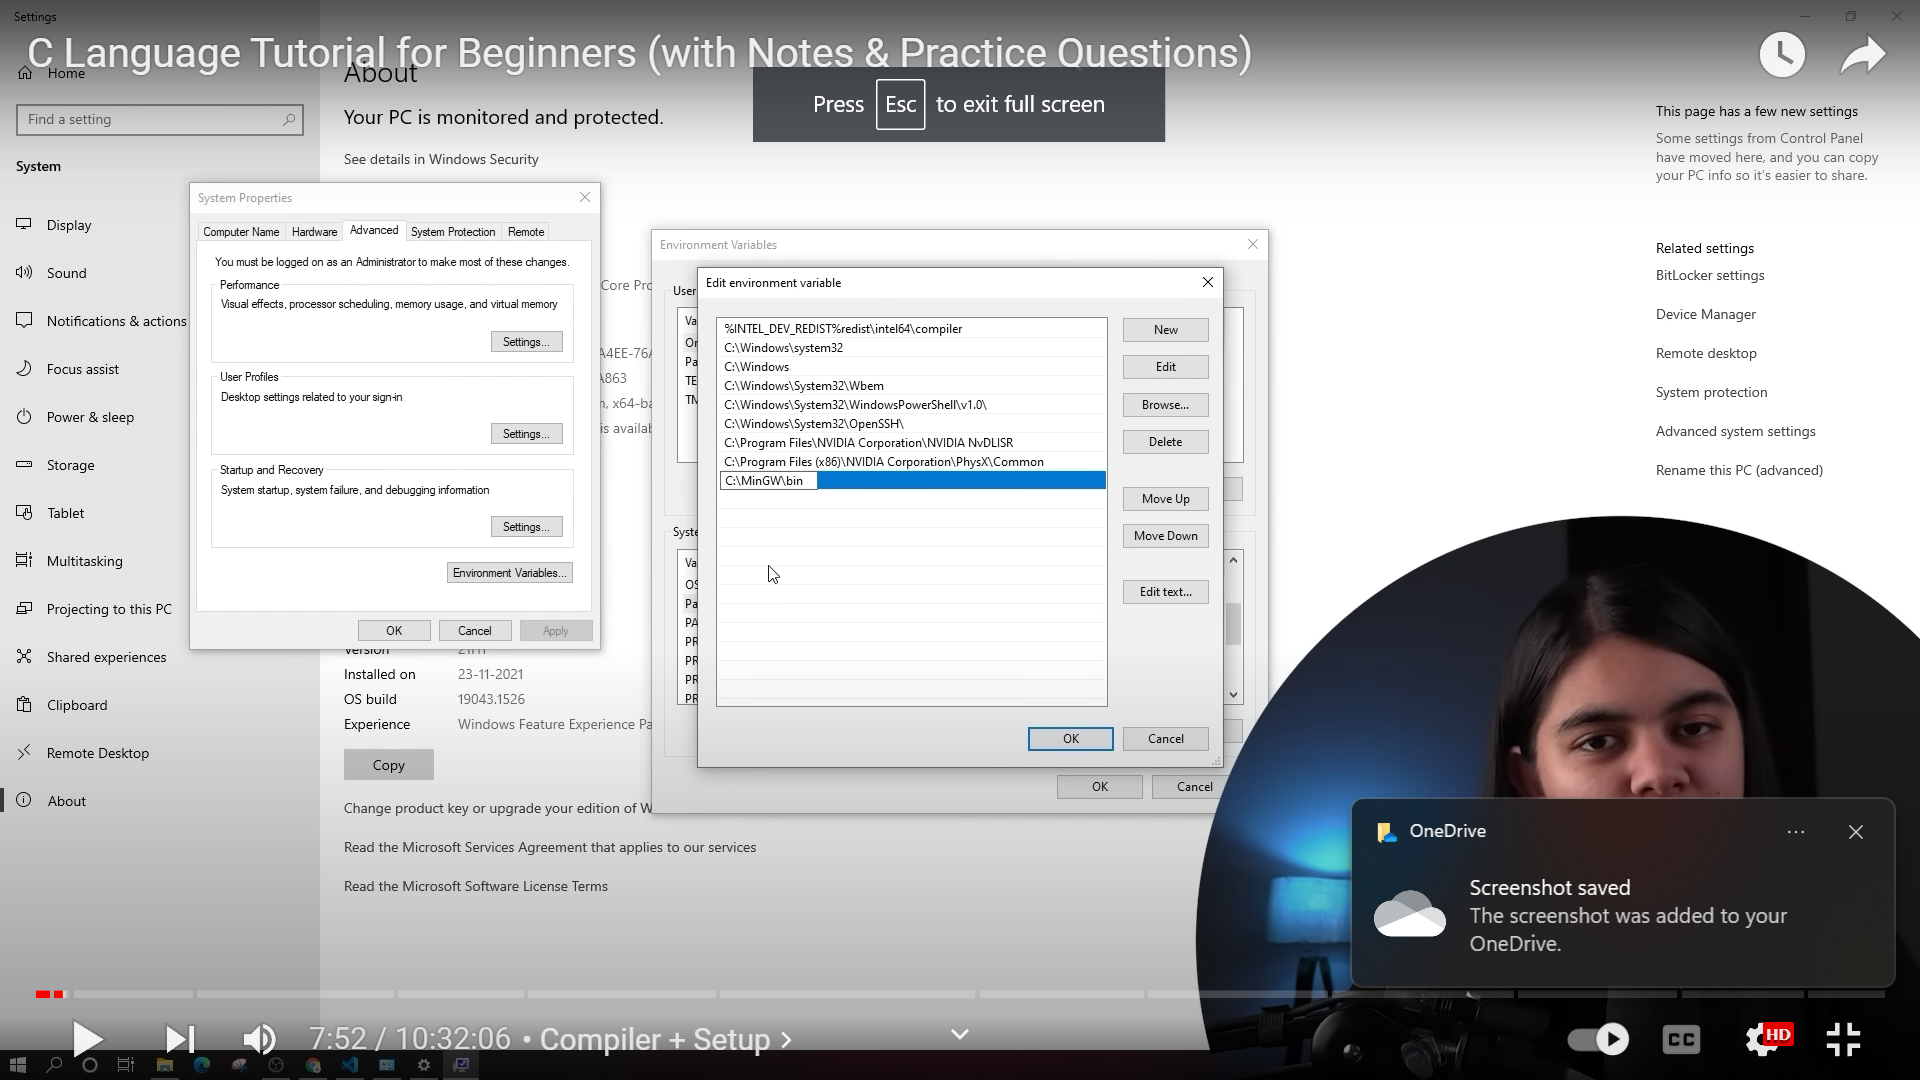 Settings
C Language Tutorial for Beginners (with Notes & Practice Questions)
Home
About
Press Esc to exit full screen
Find a setting
Your PC is monitored and protected.
See details in Windows Security
This page has a few new settings
Some settings from Control Panel
have moved here, and you can copy
your PC info so it's easier to share.
System
Display
Sound
Notifications & actions
Focus assist
Power & sleep
Storage
Tablet
Multitasking
Projecting to this PC
Shared experiences
Clipboard
Remote Desktop
About
System Properties
Computer Name
Hardware
Advanced
System Protection
Remote
You must be logged on as an Administrator to make most of these changes.
Performance
Visual effects, processor scheduling, memory usage, and virtual memory
Settings...
User Profiles
Desktop settings related to your sign-in
Settings...
Startup and Recovery
System startup, system failure, and debugging information
Settings...
Environment Variables...
OK
Cancel
Apply
Core Pro
A4EE-76A
A863
m, x64-ba
is availab
Version
Installed on 23-11-2021
OS build 19043.1526
Experience Windows Feature Experience Pa
Copy
Change product key or upgrade your edition of W
Read the Microsoft Services Agreement that applies to our services
Read the Microsoft Software License Terms
Environment Variables
User
Va
On
Pa
TE
TM
Syste
Va
OS
Pa
PA
PR
PR
PR
PR
OK
Cancel
Edit environment variable
%INTEL_DEV_REDIST%redist\intel64\compiler
C:\Windows\system32
C:\Windows
C:\Windows\System32\Wbem
C:\Windows\System32\WindowsPowerShell\v1.0\
C:\Windows\System32\OpenSSH\
C:\Program Files\NVIDIA Corporation\NVIDIA NvDLISR
C:\Program Files (x86)\NVIDIA Corporation\PhysX\Common
C:\MinGW\bin
New
Edit
Browse...
Delete
Move Up
Move Down
Edit text...
OK
Cancel
Related settings
BitLocker settings
Device Manager
Remote desktop
System protection
Advanced system settings
Rename this PC (advanced)
OneDrive
Screenshot saved
The screenshot was added to your
OneDrive.
7:52 / 10:32:06 • Compiler + Setup
CC
HD